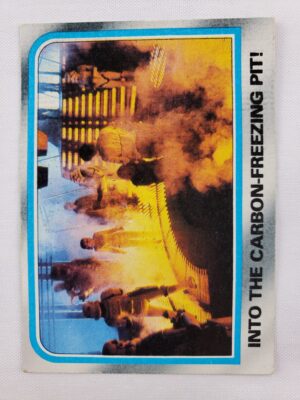 INTO THE CARBON-FREEZING PIT!